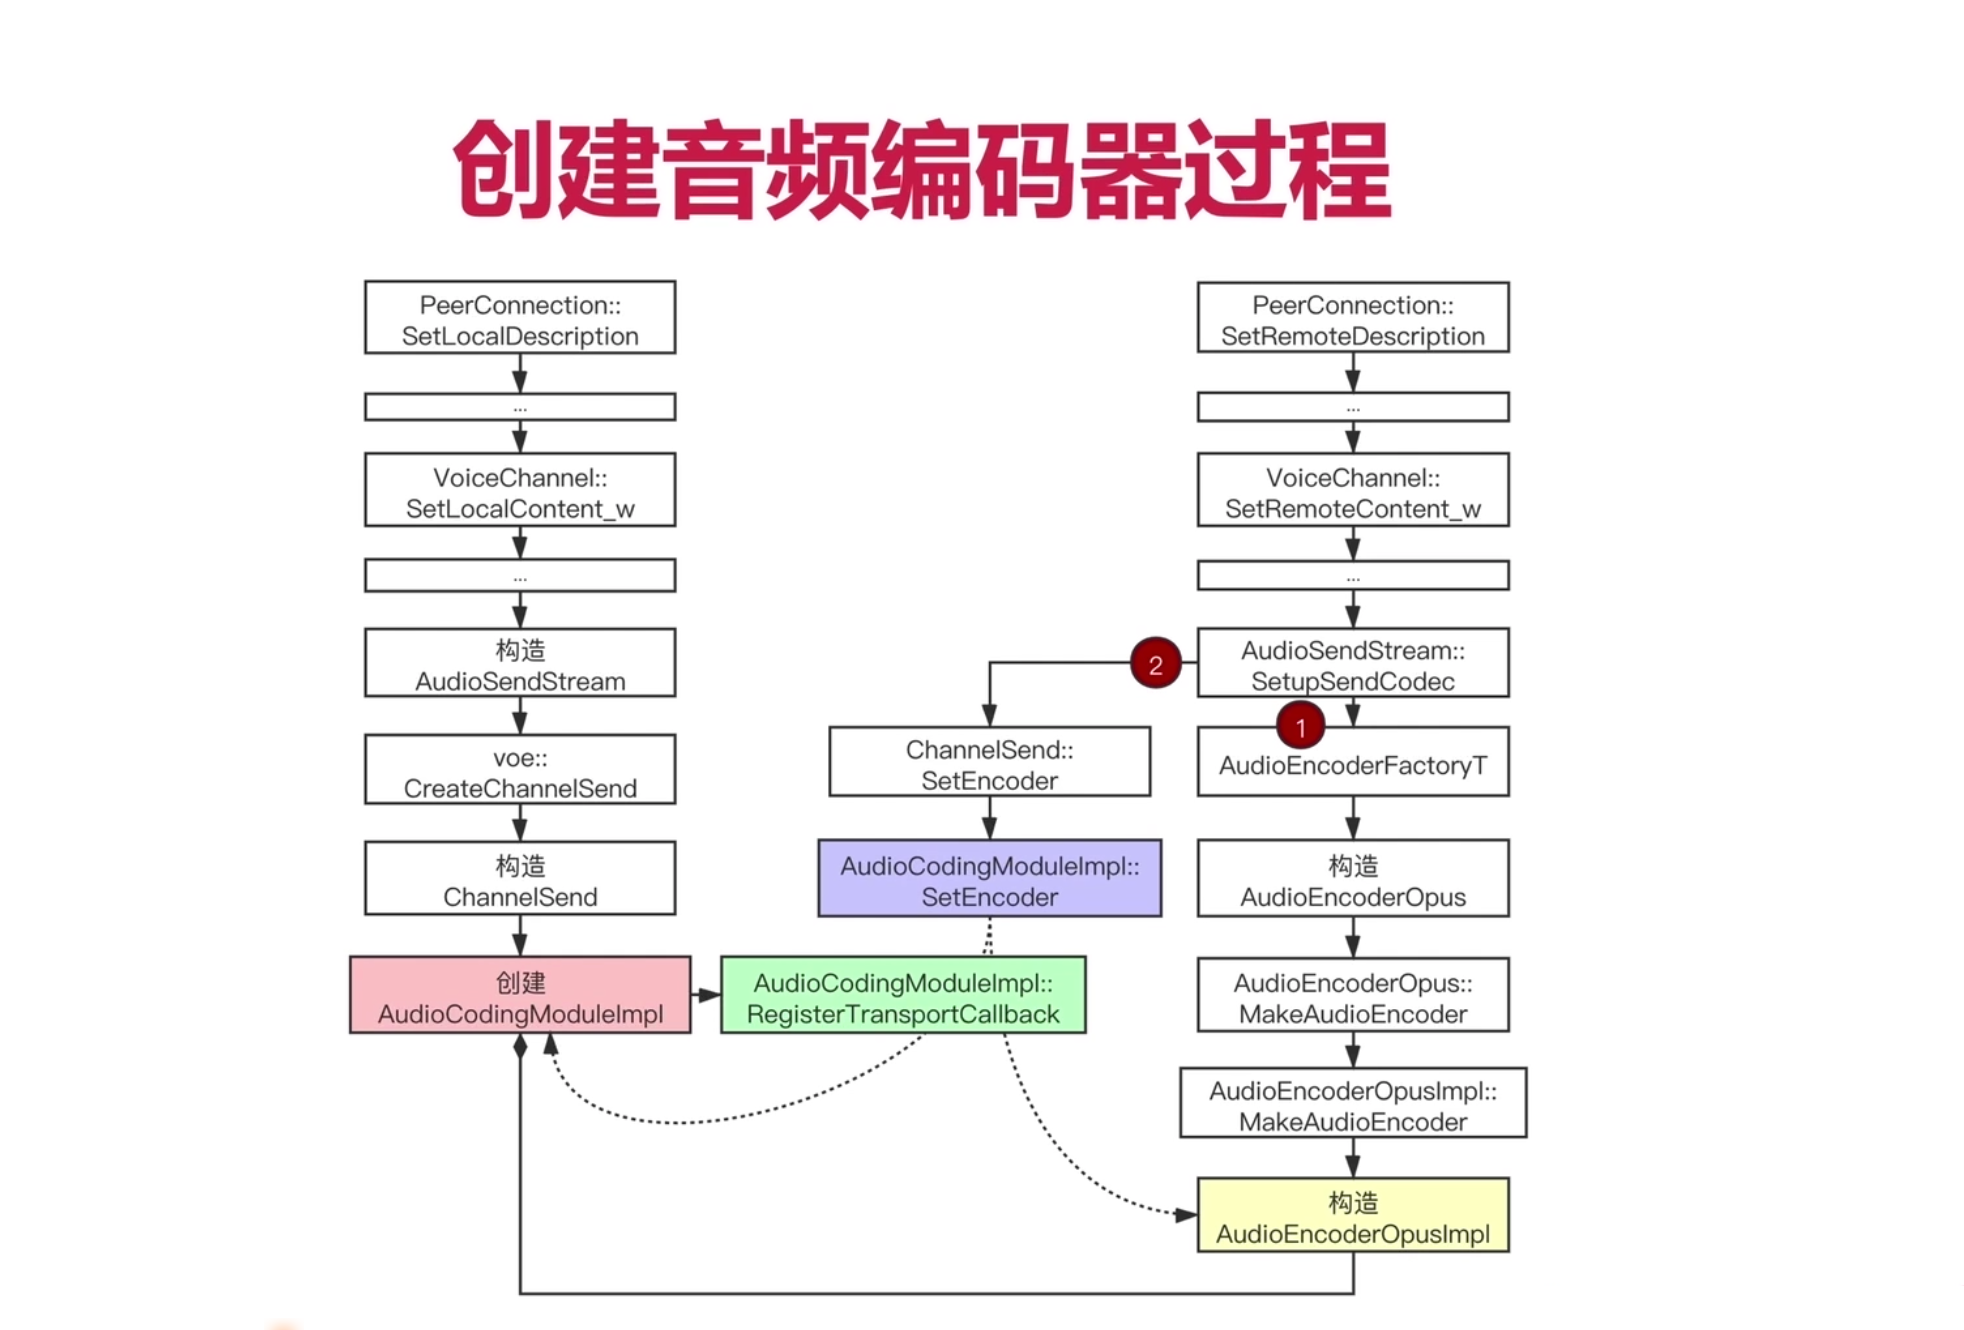 创建音频编码器过程
PeerConnection::
SetLocalDescription
...
VoiceChannel::
SetLocalContent_w
...
构造
AudioSendStream
voe::
CreateChannelSend
构造
ChannelSend
创建
AudioCodingModuleImpl
AudioCodingModuleImpl::
RegisterTransportCallback
PeerConnection::
SetRemoteDescription
...
VoiceChannel::
SetRemoteContent_w
...
AudioSendStream::
SetupSendCodec
2
ChannelSend::
SetEncoder
AudioCodingModuleImpl::
SetEncoder
1
AudioEncoderFactoryT
构造
AudioEncoderOpus
AudioEncoderOpus::
MakeAudioEncoder
AudioEncoderOpusImpl::
MakeAudioEncoder
构造
AudioEncoderOpusImpl